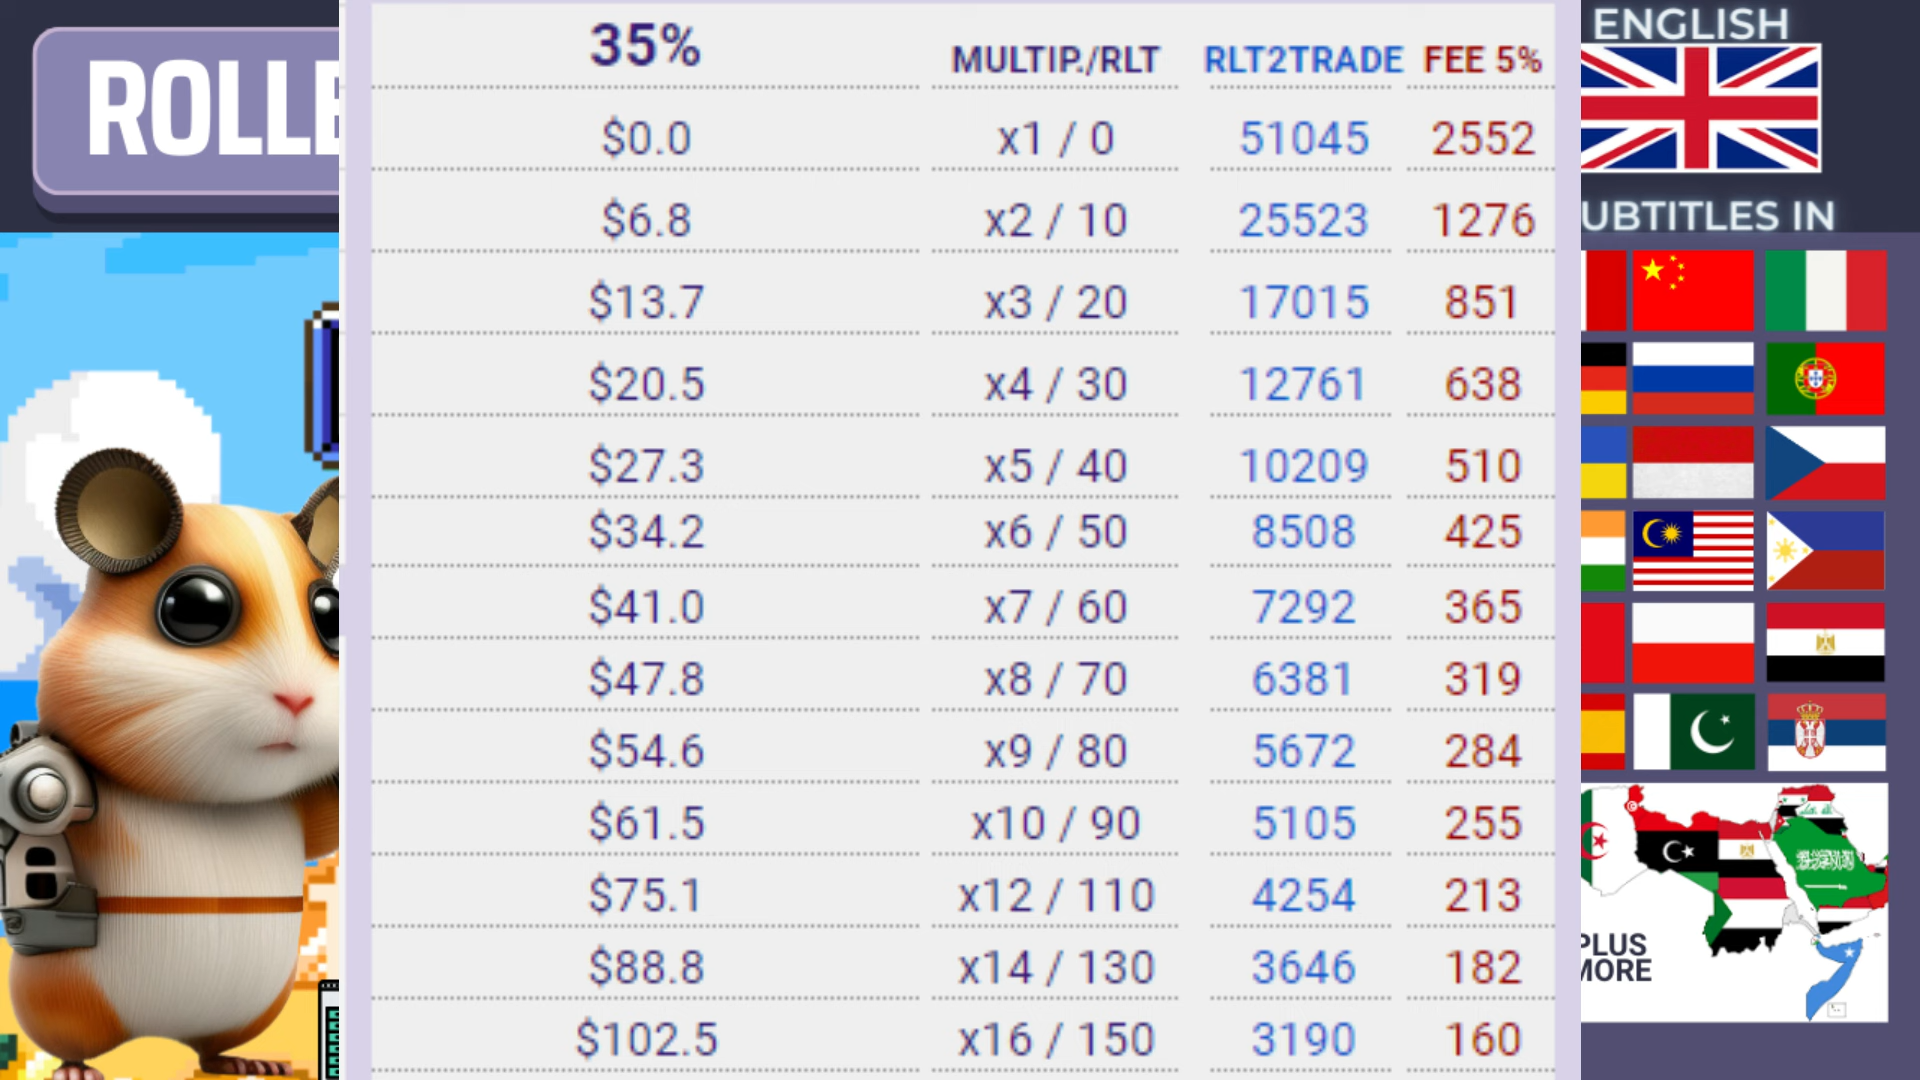 ROLLE
35% MULTIP./RLT RLT2TRADE FEE 5%
$0.0 x1 / 0 51045 2552
$6.8 x2 / 10 25523 1276
$13.7 x3 / 20 17015 851
$20.5 x4 / 30 12761 638
$27.3 x5 / 40 10209 510
$34.2 x6 / 50 8508 425
$41.0 x7 / 60 7292 365
$47.8 x8 / 70 6381 319
$54.6 x9 / 80 5672 284
$61.5 x10 / 90 5105 255
$75.1 x12 / 110 4254 213
$88.8 x14 / 130 3646 182
$102.5 x16 / 150 3190 160
ENGLISH
UBTITLES IN
PLUS
MORE